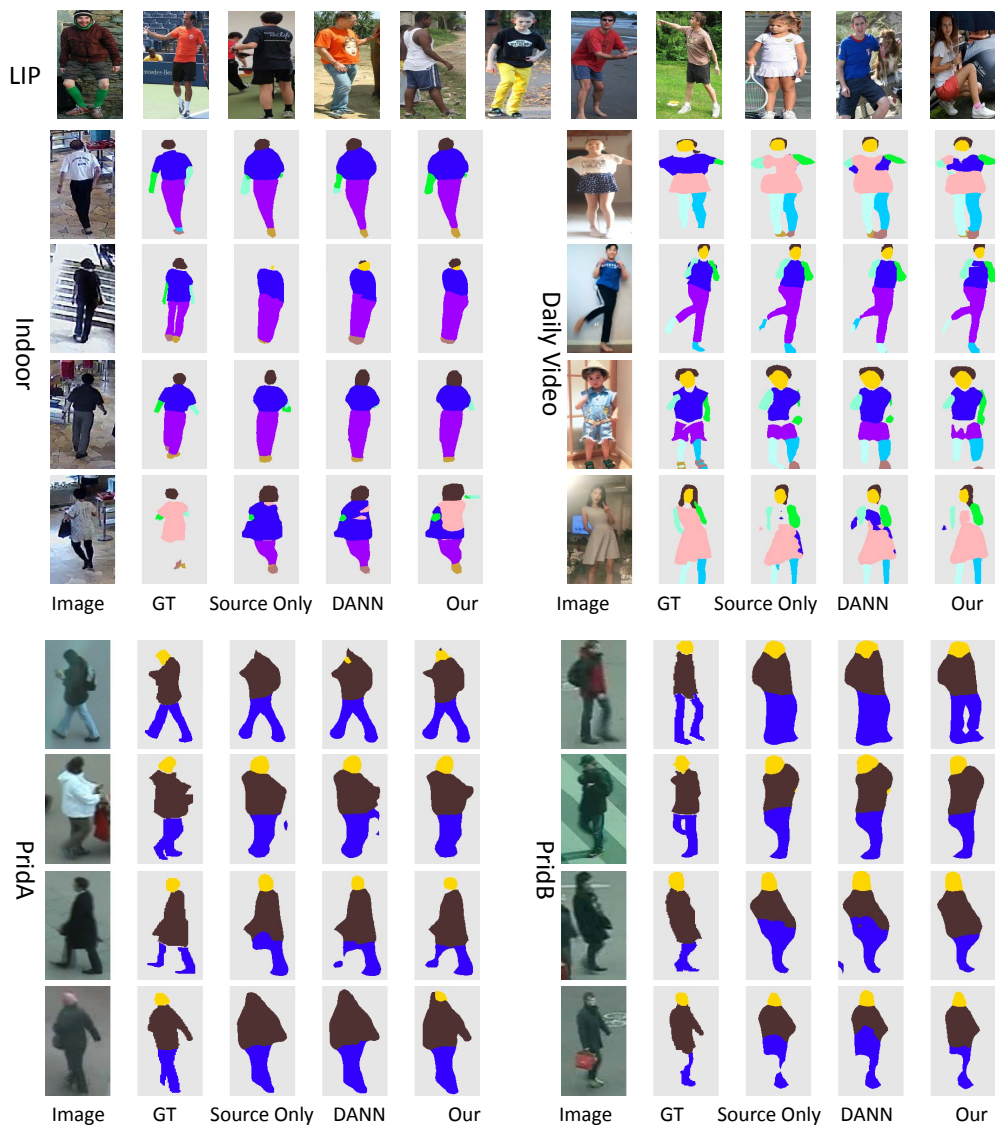 LIP
Indoor
Daily Video
Image GT Source Only DANN Our
Image GT Source Only DANN Our
PridA
PridB
Image GT Source Only DANN Our
Image GT Source Only DANN Our